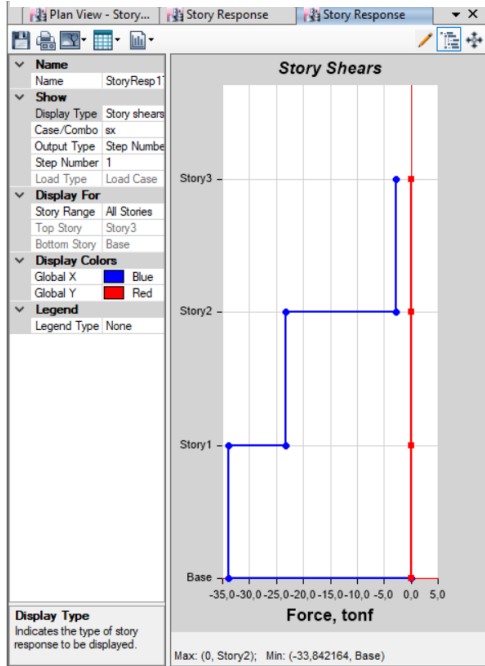 Plan View - Story...
Story Response
Story Response
Name
Name StoryResp1
Show
Display Type Story shears
Case/Combo sx
Output Type Step Numbe
Step Number 1
Load Type Load Case
Display For
Story Range All Stories
Top Story Story3
Bottom Story Base
Display Colors
Global X Blue
Global Y Red
Legend
Legend Type None
Display Type
Indicates the type of story
response to be displayed.
Story Shears
Story3
Story2
Story1
Base
-35,0 -30,0 -25,0 -20,0 -15,0 -10,0 -5,0 0,0 5,0
Force, tonf
Max: (0, Story2); Min: (-33,842164, Base)